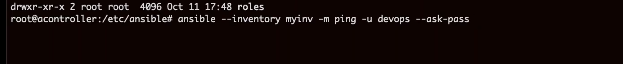 drwxr-xr-x 2 root root  4096 Oct 11 17:48 roles
root@acontroller:/etc/ansible# ansible --inventory myinv -m ping -u devops --ask-pass